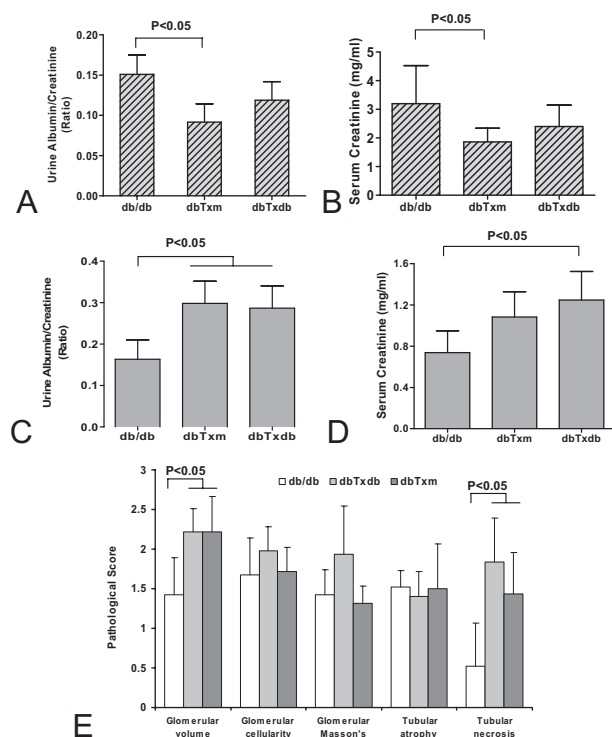 P<0.05
Urine Albumin/Creatinine
(Ratio)
0.20
0.15
0.10
0.05
0.00
db/db dbTxm dbTxdb
A
P<0.05
Serum Creatinine (mg/ml)
5
4
3
2
1
0
db/db dbTxm dbTxdb
B
P<0.05
Urine Albumin/Creatinine
(Ratio)
0.4
0.3
0.2
0.1
0.0
db/db dbTxm dbTxdb
C
P<0.05
Serum Creatinine (mg/ml)
1.6
1.2
0.8
0.4
0.0
db/db dbTxm dbTxdb
D
P<0.05
db/db dbTxdb dbTxm
P<0.05
Pathological Score
3
2.5
2
1.5
1
0.5
0
Glomerular Glomerular Glomerular Tubular Tubular
volume cellularity Masson's atrophy necrosis
E